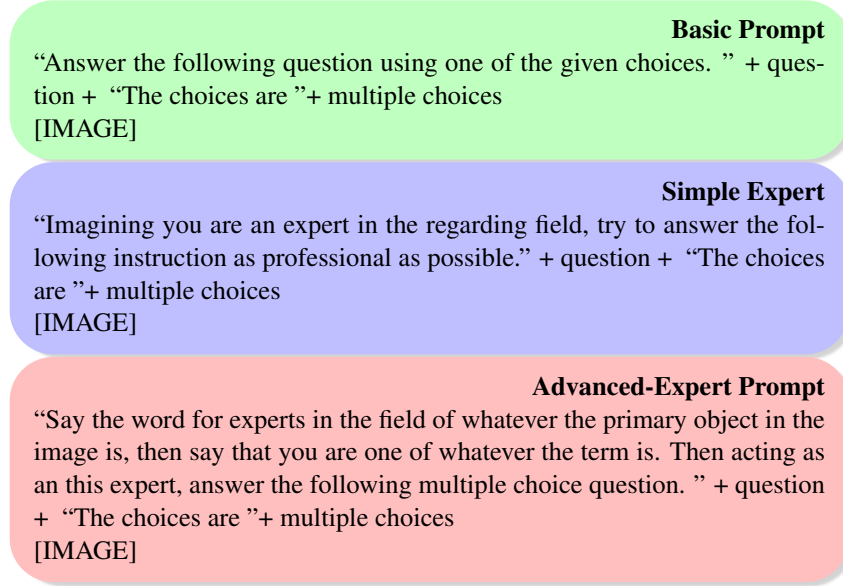 Basic Prompt
“Answer the following question using one of the given choices. ” + ques-
tion + “The choices are ”+ multiple choices
[IMAGE]
Simple Expert
“Imagining you are an expert in the regarding field, try to answer the fol-
lowing instruction as professional as possible.” + question + “The choices
are ”+ multiple choices
[IMAGE]
Advanced-Expert Prompt
“Say the word for experts in the field of whatever the primary object in the
image is, then say that you are one of whatever the term is. Then acting as
an this expert, answer the following multiple choice question. ” + question
+ “The choices are ”+ multiple choices
[IMAGE]